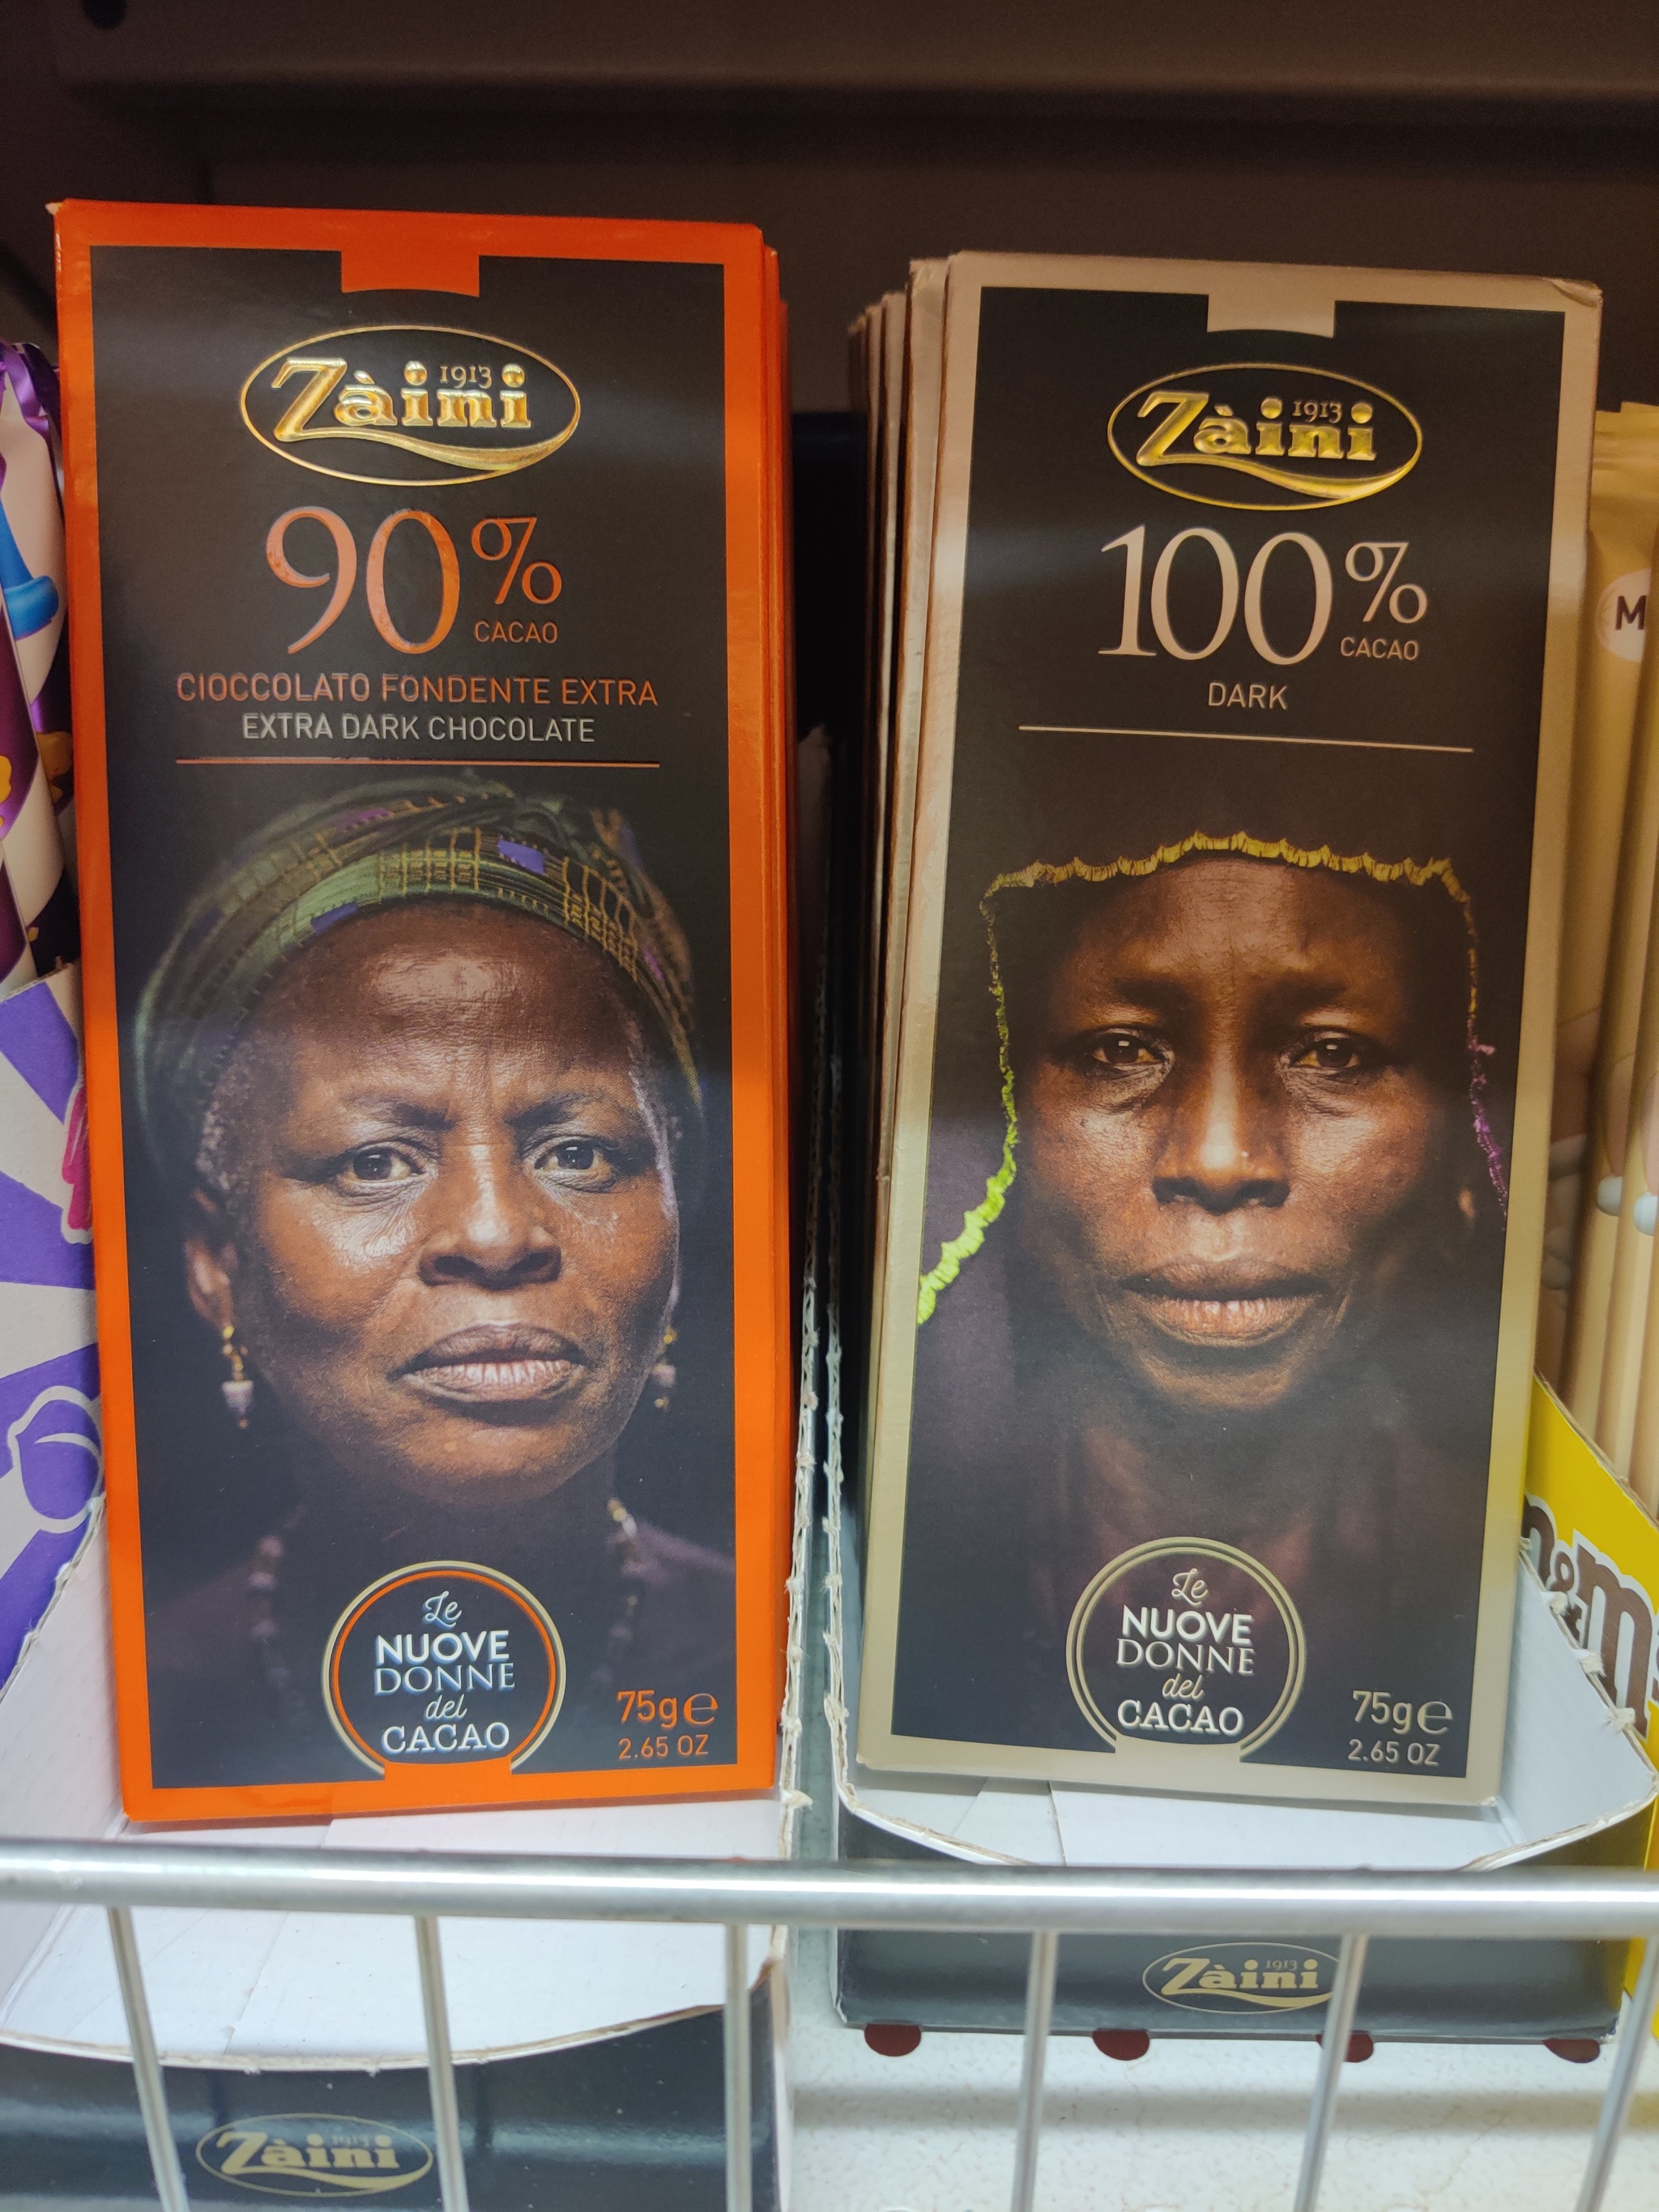 1913
Zàini
90%
CACAO
CIOCCOLATO FONDENTE EXTRA
EXTRA DARK CHOCOLATE
Le
NUOVE
DONNE
del
CACAO
75g℮
2.65 OZ
1913
Zàini
100%
CACAO
DARK
Le
NUOVE
DONNE
del
CACAO
75g℮
2.65 OZ
M
m&m's
1913
Zàini
1913
Zàini